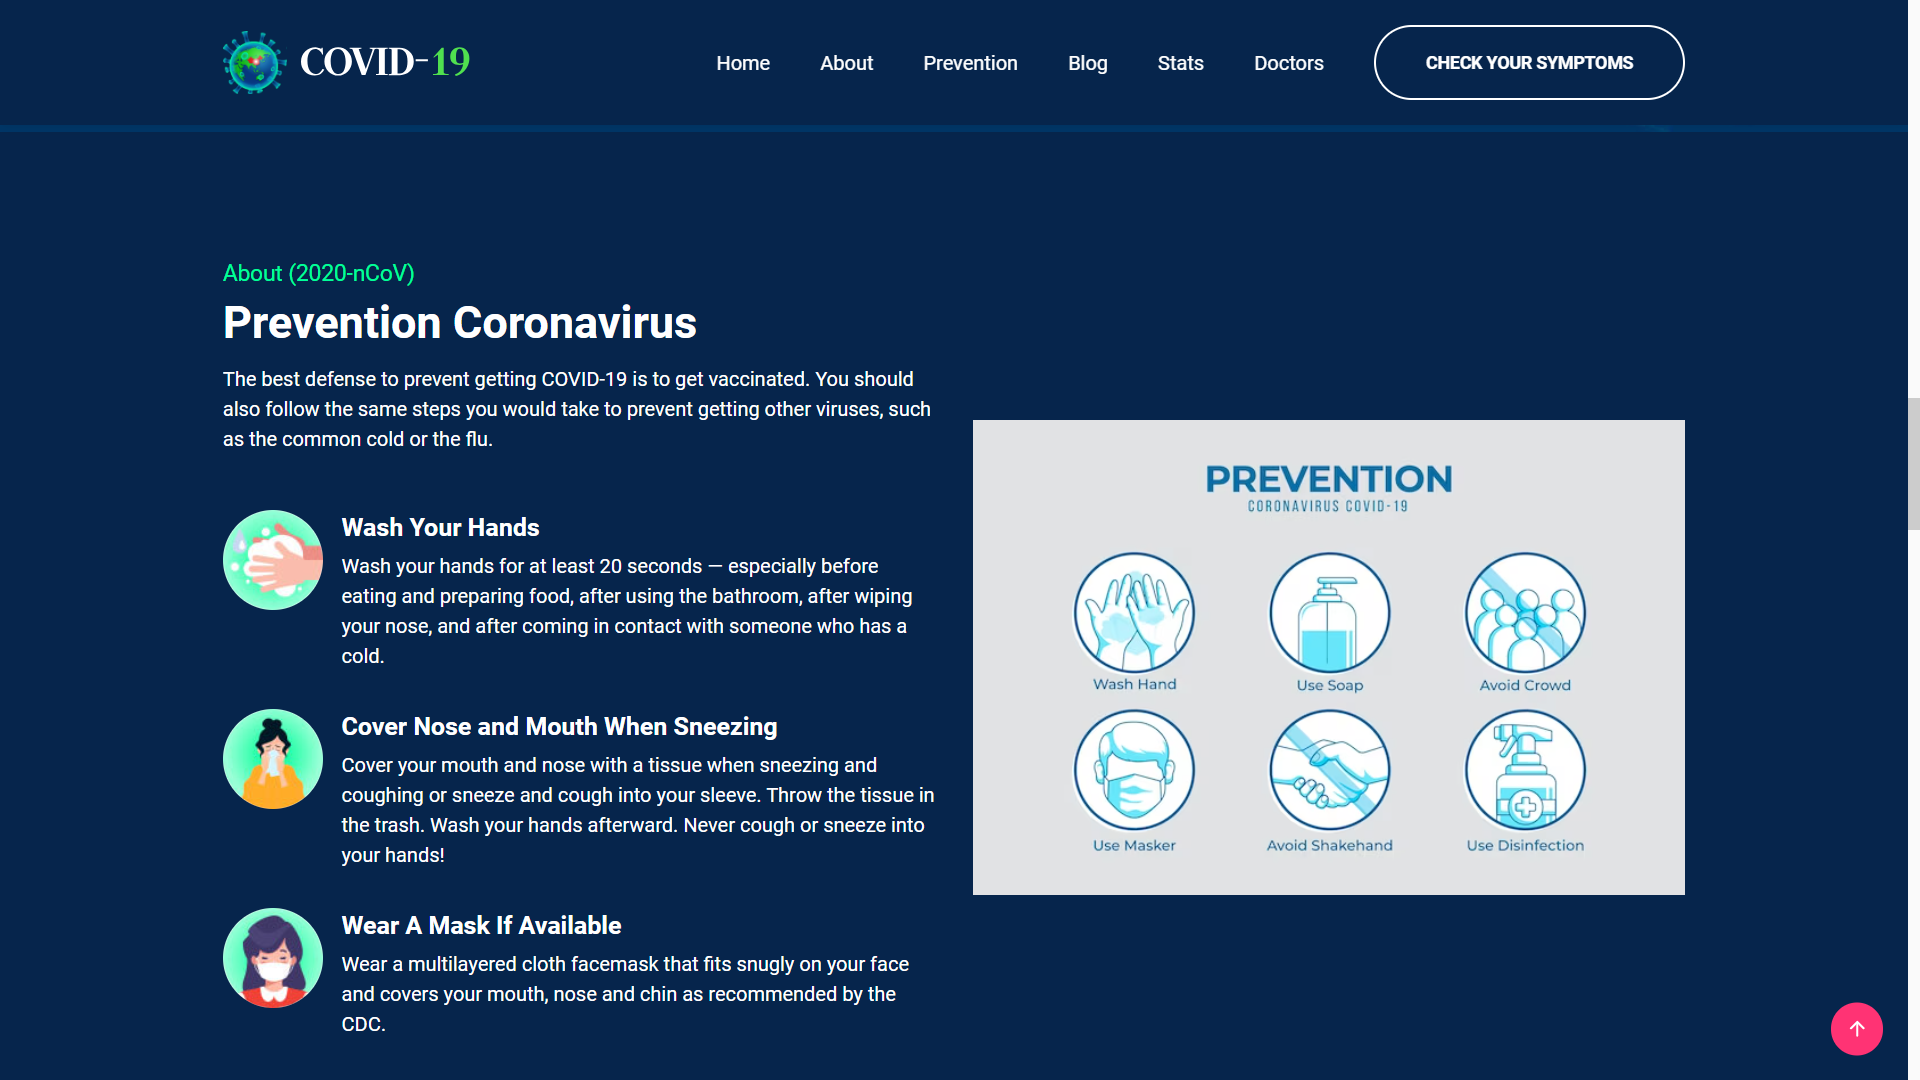 COVID-19
Home
About
Prevention
Blog
Stats
Doctors
CHECK YOUR SYMPTOMS
About (2020-nCoV)
Prevention Coronavirus
The best defense to prevent getting COVID-19 is to get vaccinated. You should
also follow the same steps you would take to prevent getting other viruses, such
as the common cold or the flu.
Wash Your Hands
Wash your hands for at least 20 seconds — especially before
eating and preparing food, after using the bathroom, after wiping
your nose, and after coming in contact with someone who has a
cold.
Cover Nose and Mouth When Sneezing
Cover your mouth and nose with a tissue when sneezing and
coughing or sneeze and cough into your sleeve. Throw the tissue in
the trash. Wash your hands afterward. Never cough or sneeze into
your hands!
Wear A Mask If Available
Wear a multilayered cloth facemask that fits snugly on your face
and covers your mouth, nose and chin as recommended by the
CDC.
PREVENTION
CORONAVIRUS COVID-19
Wash Hand
Use Soap
Avoid Crowd
Use Masker
Avoid Shakehand
Use Disinfection